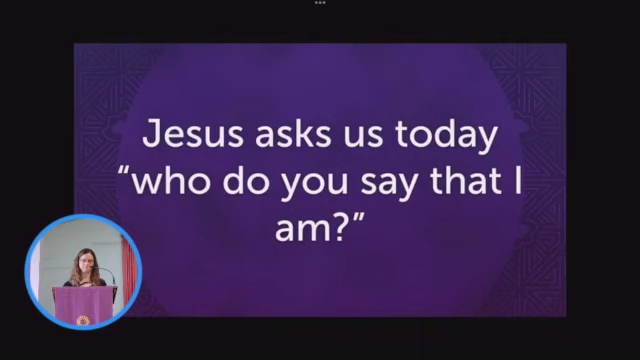 Jesus asks us today
“who do you say that I
am?”